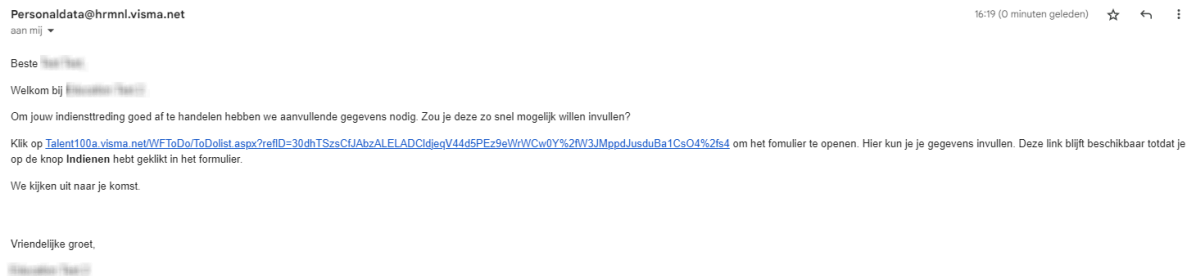 Personaldata@hrmnl.visma.net
16:19 (0 minuten geleden)
aan mij
Beste
Welkom bij
Om jouw indiensttreding goed af te handelen hebben we aanvullende gegevens nodig. Zou je deze zo snel mogelijk willen invullen?
Klik op Talent100a.visma.net/WFToDo/ToDolist.aspx?refID=30dhTSzsCfJAbzALELADCldjeqV44d5PEz9eWrWCw0Y%2fW3JMppdJusduBa1CsO4%2fs4 om het fomulier te openen. Hier kun je je gegevens invullen. Deze link blijft beschikbaar totdat je
op de knop Indienen hebt geklikt in het formulier.
We kijken uit naar je komst.
Vriendelijke groet,